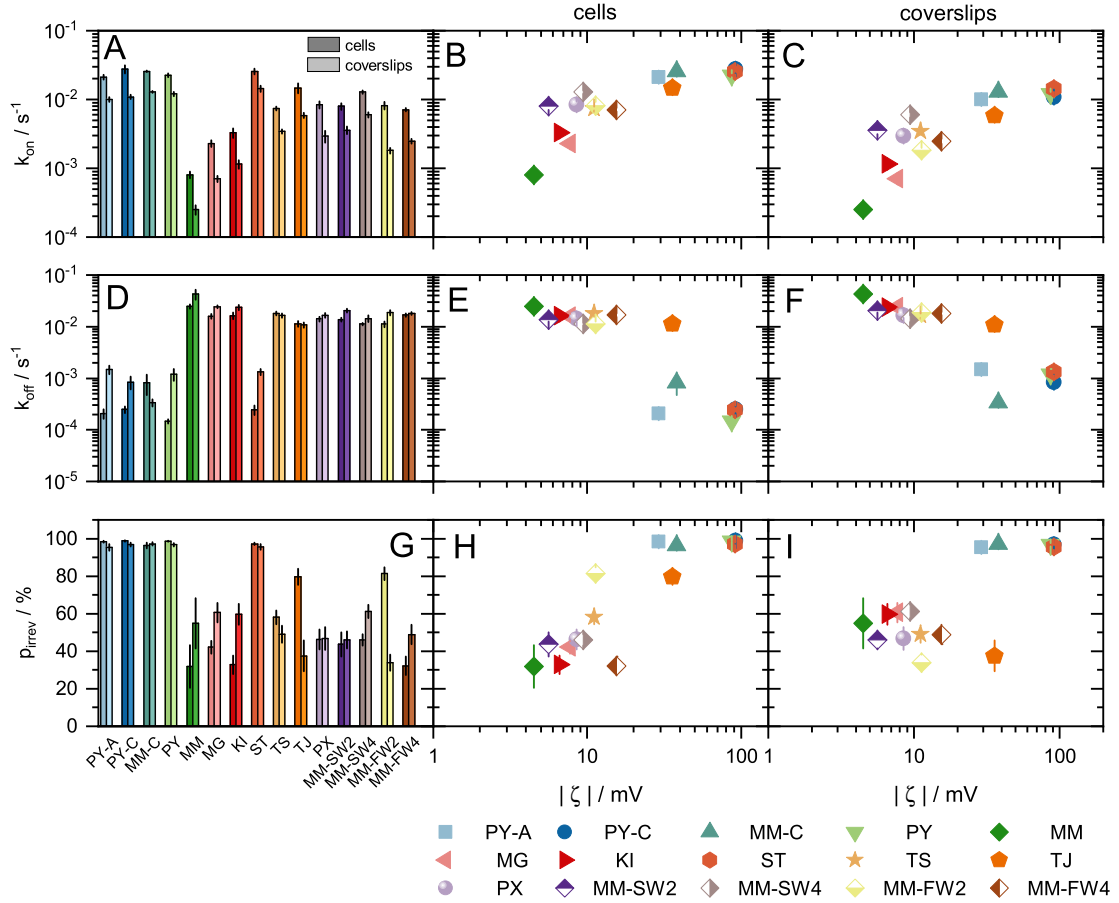 cells
coverslips
A
B
C
cells
coverslips
k_on / s^-1
10^-1
10^-2
10^-3
10^-4
D
E
F
k_off / s^-1
10^-1
10^-2
10^-3
10^-4
10^-5
G
H
I
p_irrev / %
100
80
60
40
20
0
PY-A
PY-C
MM-C
PY
MM
MG
KI
ST
TS
TJ
PX
MM-SW2
MM-SW4
MM-FW2
MM-FW4
1 10 100
1 10 100
| ζ | / mV
| ζ | / mV
PY-A PY-C MM-C PY MM
MG KI ST TS TJ
PX MM-SW2 MM-SW4 MM-FW2 MM-FW4